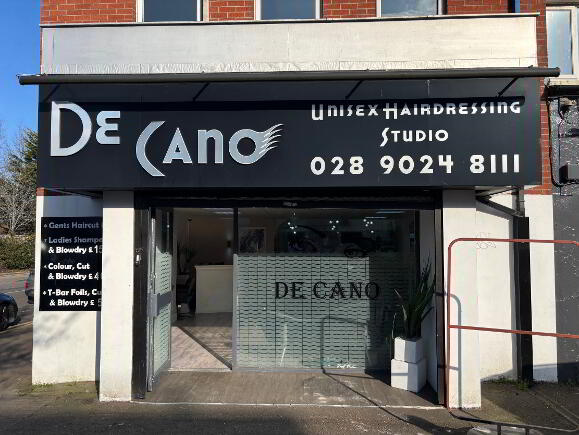 DE CANO
UNISEX HAIRDRESSING
STUDIO
028 9024 8111
Gents Haircut
Ladies Shampoo
& Blowdry £
Colour, Cut
& Blowdry £
T-Bar Foils,
& Blowdry £
DE CANO